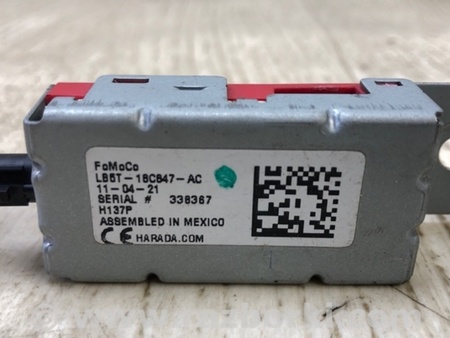 FoMoCo
LB5T-18C847-AC
11-04-21
SERIAL # 338367
H137P
ASSEMBLED IN MEXICO
CE HARADA.COM